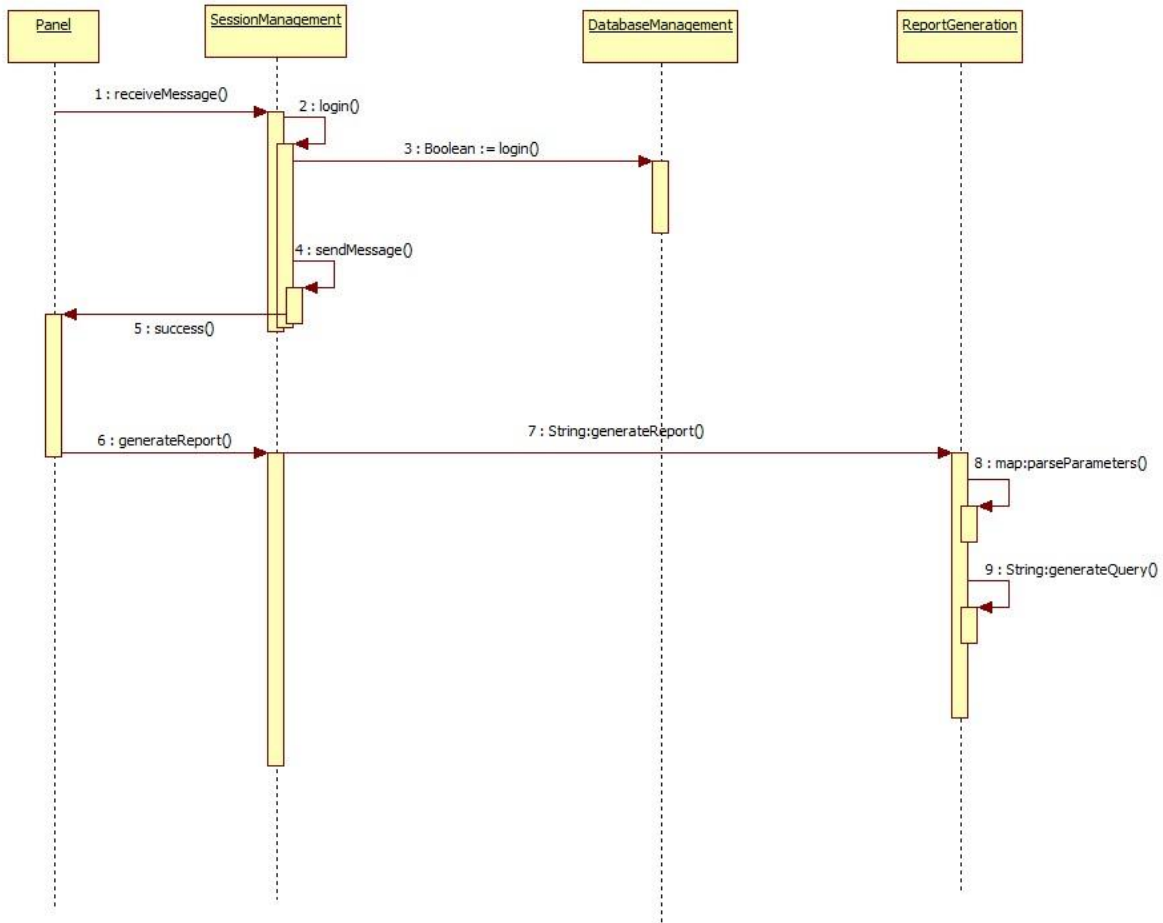 Panel
SessionManagement
DatabaseManagement
ReportGeneration
1 : receiveMessage()
2 : login()
3 : Boolean := login()
4 : sendMessage()
5 : success()
6 : generateReport()
7 : String:generateReport()
8 : map:parseParameters()
9 : String:generateQuery()